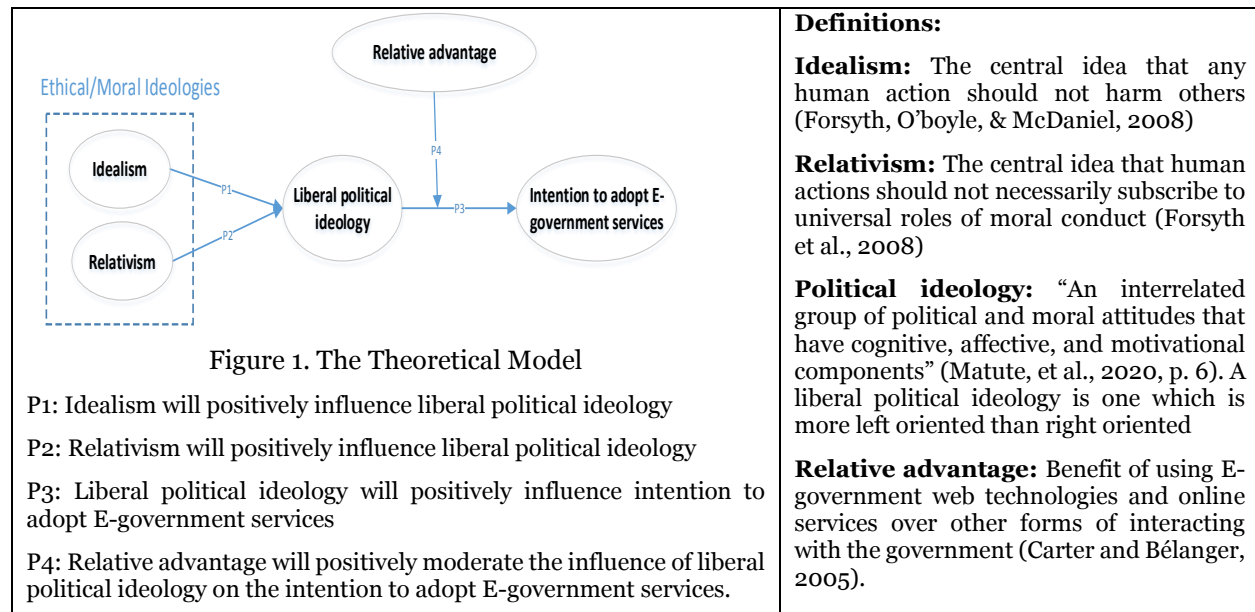 Relative advantage
Ethical/Moral Ideologies
P4
Idealism
P1
Liberal political
ideology
P3
Intention to adopt E-
government services
P2
Relativism
Figure 1. The Theoretical Model
P1: Idealism will positively influence liberal political ideology
P2: Relativism will positively influence liberal political ideology
P3: Liberal political ideology will positively influence intention to
adopt E-government services
P4: Relative advantage will positively moderate the influence of liberal
political ideology on the intention to adopt E-government services.
Definitions:
Idealism: The central idea that any
human action should not harm others
(Forsyth, O’boyle, & McDaniel, 2008)
Relativism: The central idea that human
actions should not necessarily subscribe to
universal roles of moral conduct (Forsyth
et al., 2008)
Political ideology: “An interrelated
group of political and moral attitudes that
have cognitive, affective, and motivational
components” (Matute, et al., 2020, p. 6). A
liberal political ideology is one which is
more left oriented than right oriented
Relative advantage: Benefit of using E-
government web technologies and online
services over other forms of interacting
with the government (Carter and Bélanger,
2005).